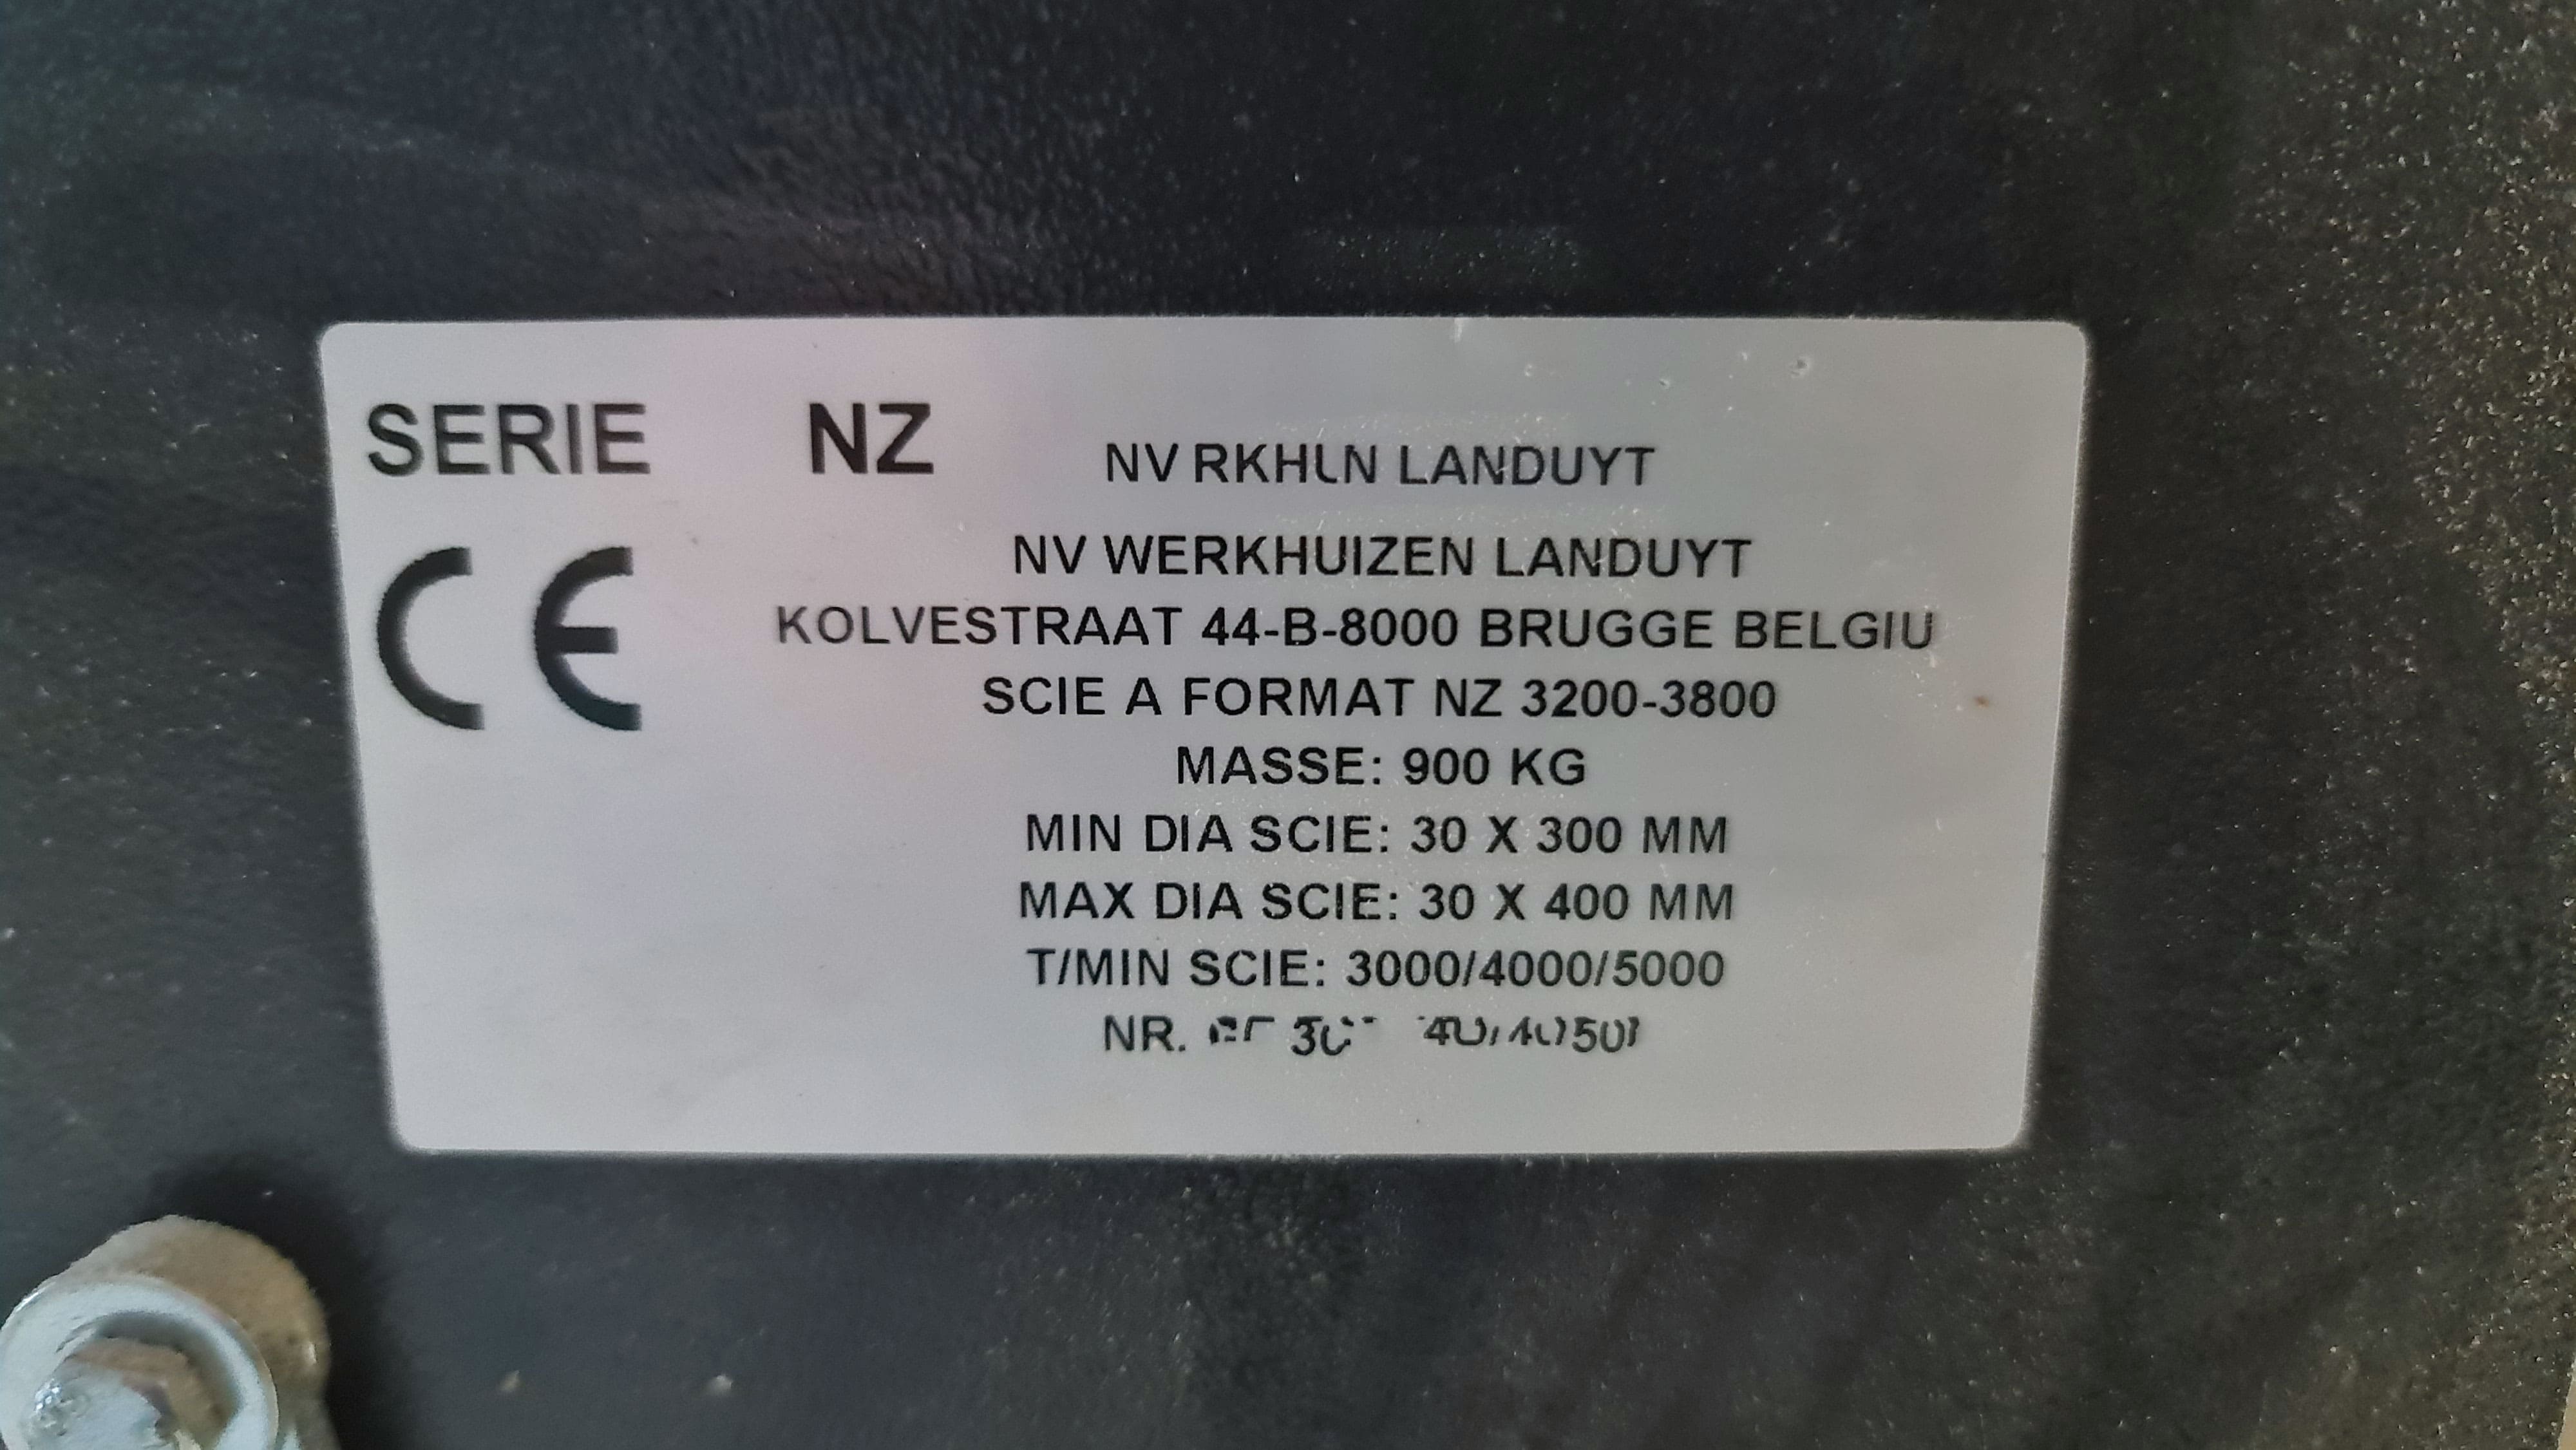 SERIE NZ
NV RKHLN LANDUYT
CE
NV WERKHUIZEN LANDUYT
KOLVESTRAAT 44-B-8000 BRUGGE BELGIU
SCIE A FORMAT NZ 3200-3800
MASSE: 900 KG
MIN DIA SCIE: 30 X 300 MM
MAX DIA SCIE: 30 X 400 MM
T/MIN SCIE: 3000/4000/5000
NR.